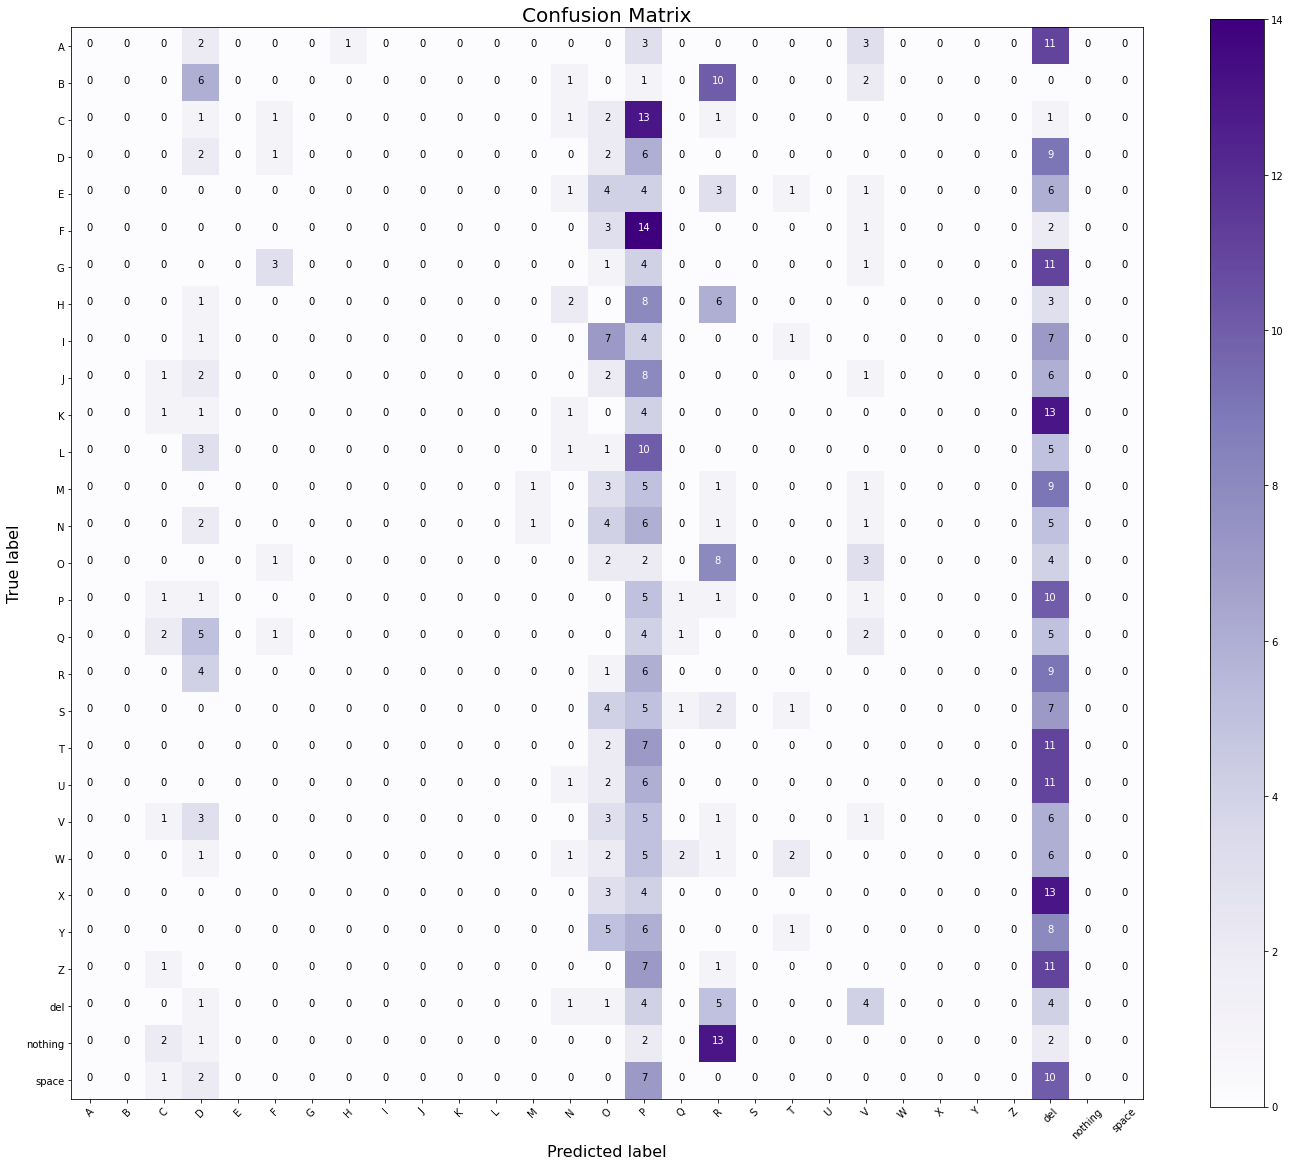 Confusion Matrix
A 0 0 0 2 0 0 0 1 0 0 0 0 0 0 0 3 0 0 0 0 0 3 0 0 0 0 11 0 0
B 0 0 0 6 0 0 0 0 0 0 0 0 0 1 0 1 0 10 0 0 0 2 0 0 0 0 0 0 0
C 0 0 0 1 0 1 0 0 0 0 0 0 0 1 2 13 0 1 0 0 0 0 0 0 0 0 1 0 0
D 0 0 0 2 0 1 0 0 0 0 0 0 0 0 2 6 0 0 0 0 0 0 0 0 0 0 9 0 0
E 0 0 0 0 0 0 0 0 0 0 0 0 0 1 4 4 0 3 0 1 0 1 0 0 0 0 6 0 0
F 0 0 0 0 0 0 0 0 0 0 0 0 0 0 3 14 0 0 0 0 0 1 0 0 0 0 2 0 0
G 0 0 0 0 0 3 0 0 0 0 0 0 0 0 1 4 0 0 0 0 0 1 0 0 0 0 11 0 0
H 0 0 0 1 0 0 0 0 0 0 0 0 0 2 0 8 0 6 0 0 0 0 0 0 0 0 3 0 0
I 0 0 0 1 0 0 0 0 0 0 0 0 0 0 7 4 0 0 0 1 0 0 0 0 0 0 7 0 0
J 0 0 1 2 0 0 0 0 0 0 0 0 0 0 2 8 0 0 0 0 0 1 0 0 0 0 6 0 0
K 0 0 1 1 0 0 0 0 0 0 0 0 0 1 0 4 0 0 0 0 0 0 0 0 0 0 13 0 0
L 0 0 0 3 0 0 0 0 0 0 0 0 0 1 1 10 0 0 0 0 0 0 0 0 0 0 5 0 0
M 0 0 0 0 0 0 0 0 0 0 0 0 1 0 3 5 0 1 0 0 0 1 0 0 0 0 9 0 0
N 0 0 0 2 0 0 0 0 0 0 0 0 1 0 4 6 0 1 0 0 0 1 0 0 0 0 5 0 0
O 0 0 0 0 0 1 0 0 0 0 0 0 0 0 2 2 0 8 0 0 0 3 0 0 0 0 4 0 0
P 0 0 1 1 0 0 0 0 0 0 0 0 0 0 0 5 1 1 0 0 0 1 0 0 0 0 10 0 0
Q 0 0 2 5 0 1 0 0 0 0 0 0 0 0 0 4 1 0 0 0 0 2 0 0 0 0 5 0 0
R 0 0 0 4 0 0 0 0 0 0 0 0 0 0 1 6 0 0 0 0 0 0 0 0 0 0 9 0 0
S 0 0 0 0 0 0 0 0 0 0 0 0 0 0 4 5 1 2 0 1 0 0 0 0 0 0 7 0 0
T 0 0 0 0 0 0 0 0 0 0 0 0 0 0 2 7 0 0 0 0 0 0 0 0 0 0 11 0 0
U 0 0 0 0 0 0 0 0 0 0 0 0 0 1 2 6 0 0 0 0 0 0 0 0 0 0 11 0 0
V 0 0 1 3 0 0 0 0 0 0 0 0 0 0 3 5 0 1 0 0 0 1 0 0 0 0 6 0 0
W 0 0 0 1 0 0 0 0 0 0 0 0 0 1 2 5 2 1 0 2 0 0 0 0 0 0 6 0 0
X 0 0 0 0 0 0 0 0 0 0 0 0 0 0 3 4 0 0 0 0 0 0 0 0 0 0 13 0 0
Y 0 0 0 0 0 0 0 0 0 0 0 0 0 0 5 6 0 0 0 1 0 0 0 0 0 0 8 0 0
Z 0 0 1 0 0 0 0 0 0 0 0 0 0 0 0 7 0 1 0 0 0 0 0 0 0 0 11 0 0
del 0 0 0 1 0 0 0 0 0 0 0 0 0 1 1 4 0 5 0 0 0 4 0 0 0 0 4 0 0
nothing 0 0 2 1 0 0 0 0 0 0 0 0 0 0 0 2 0 13 0 0 0 0 0 0 0 0 2 0 0
space 0 0 1 2 0 0 0 0 0 0 0 0 0 0 0 7 0 0 0 0 0 0 0 0 0 0 10 0 0
A B C D E F G H I J K L M N O P Q R S T U V W X Y Z del nothing space
Predicted label
True label
14
12
10
8
6
4
2
0